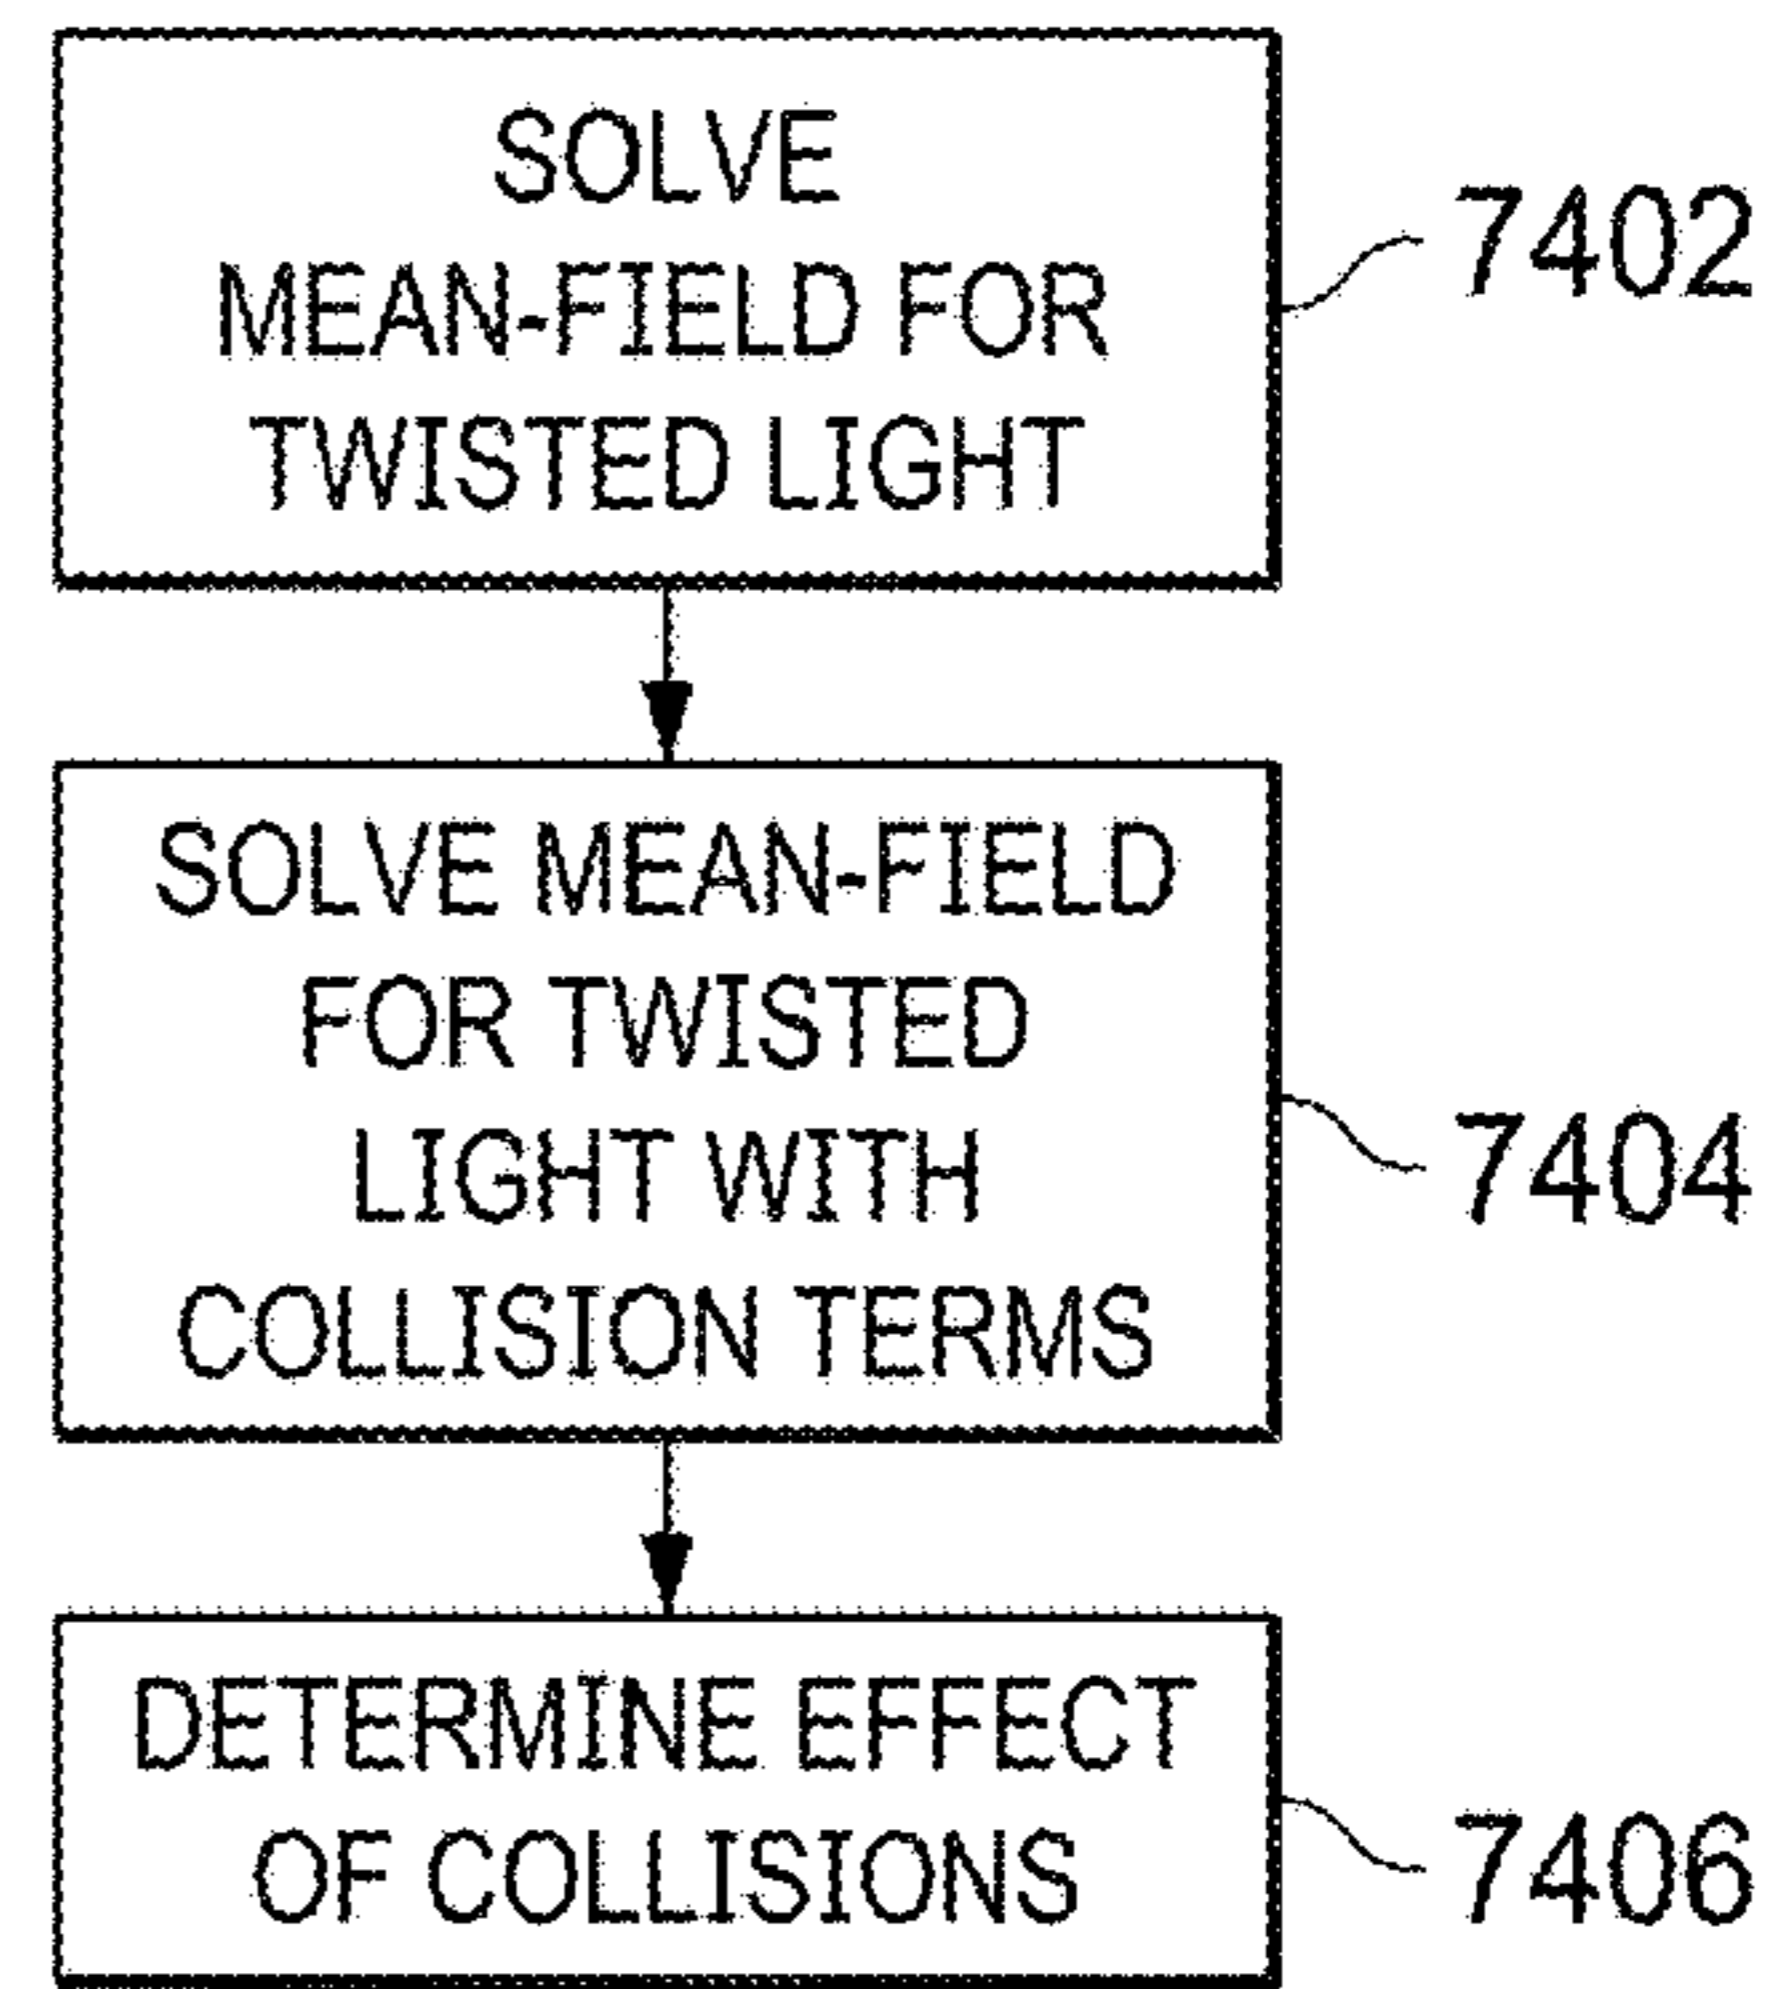 SOLVE
MEAN-FIELD FOR
TWISTED LIGHT
7402
SOLVE MEAN-FIELD
FOR TWISTED
LIGHT WITH
COLLISION TERMS
7404
DETERMINE EFFECT
OF COLLISIONS
7406